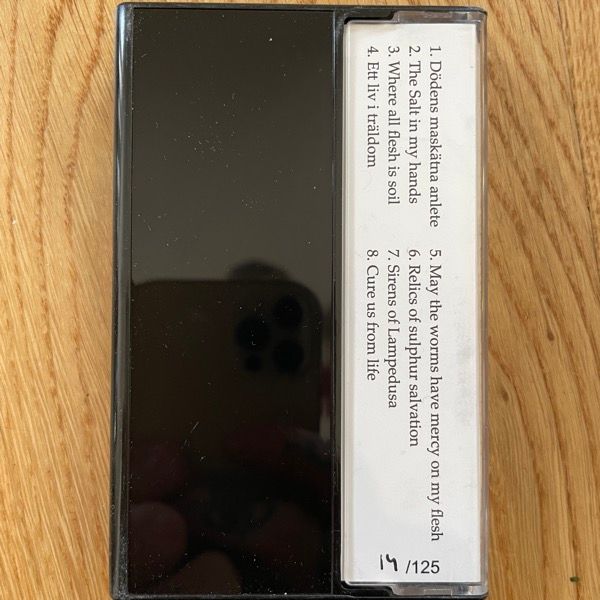 1. Dödens maskätna anlete
2. The Salt in my hands
3. Where all flesh is soil
4. Ett liv i träldom
5. May the worms have mercy on my flesh
6. Relics of sulphur salvation
7. Sirens of Lampedusa
8. Cure us from life
/125